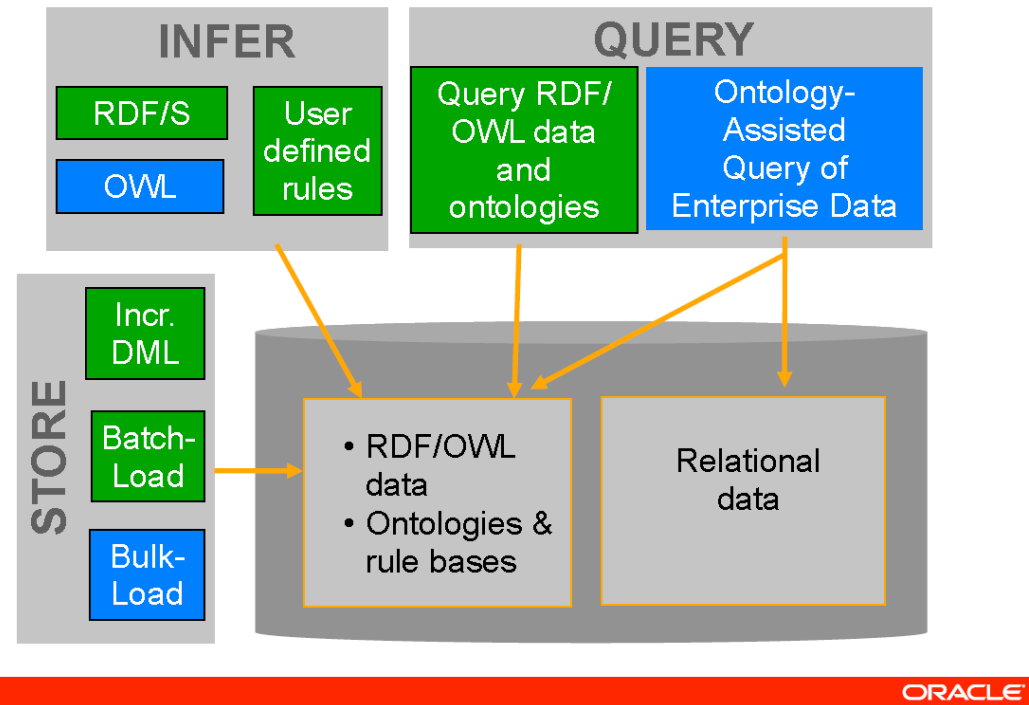 INFER
RDF/S
OWL
User
defined
rules
QUERY
Query RDF/
OWL data
and
ontologies
Ontology-
Assisted
Query of
Enterprise Data
STORE
Incr.
DML
Batch-
Load
Bulk-
Load
• RDF/OWL
data
• Ontologies &
rule bases
Relational
data
ORACLE